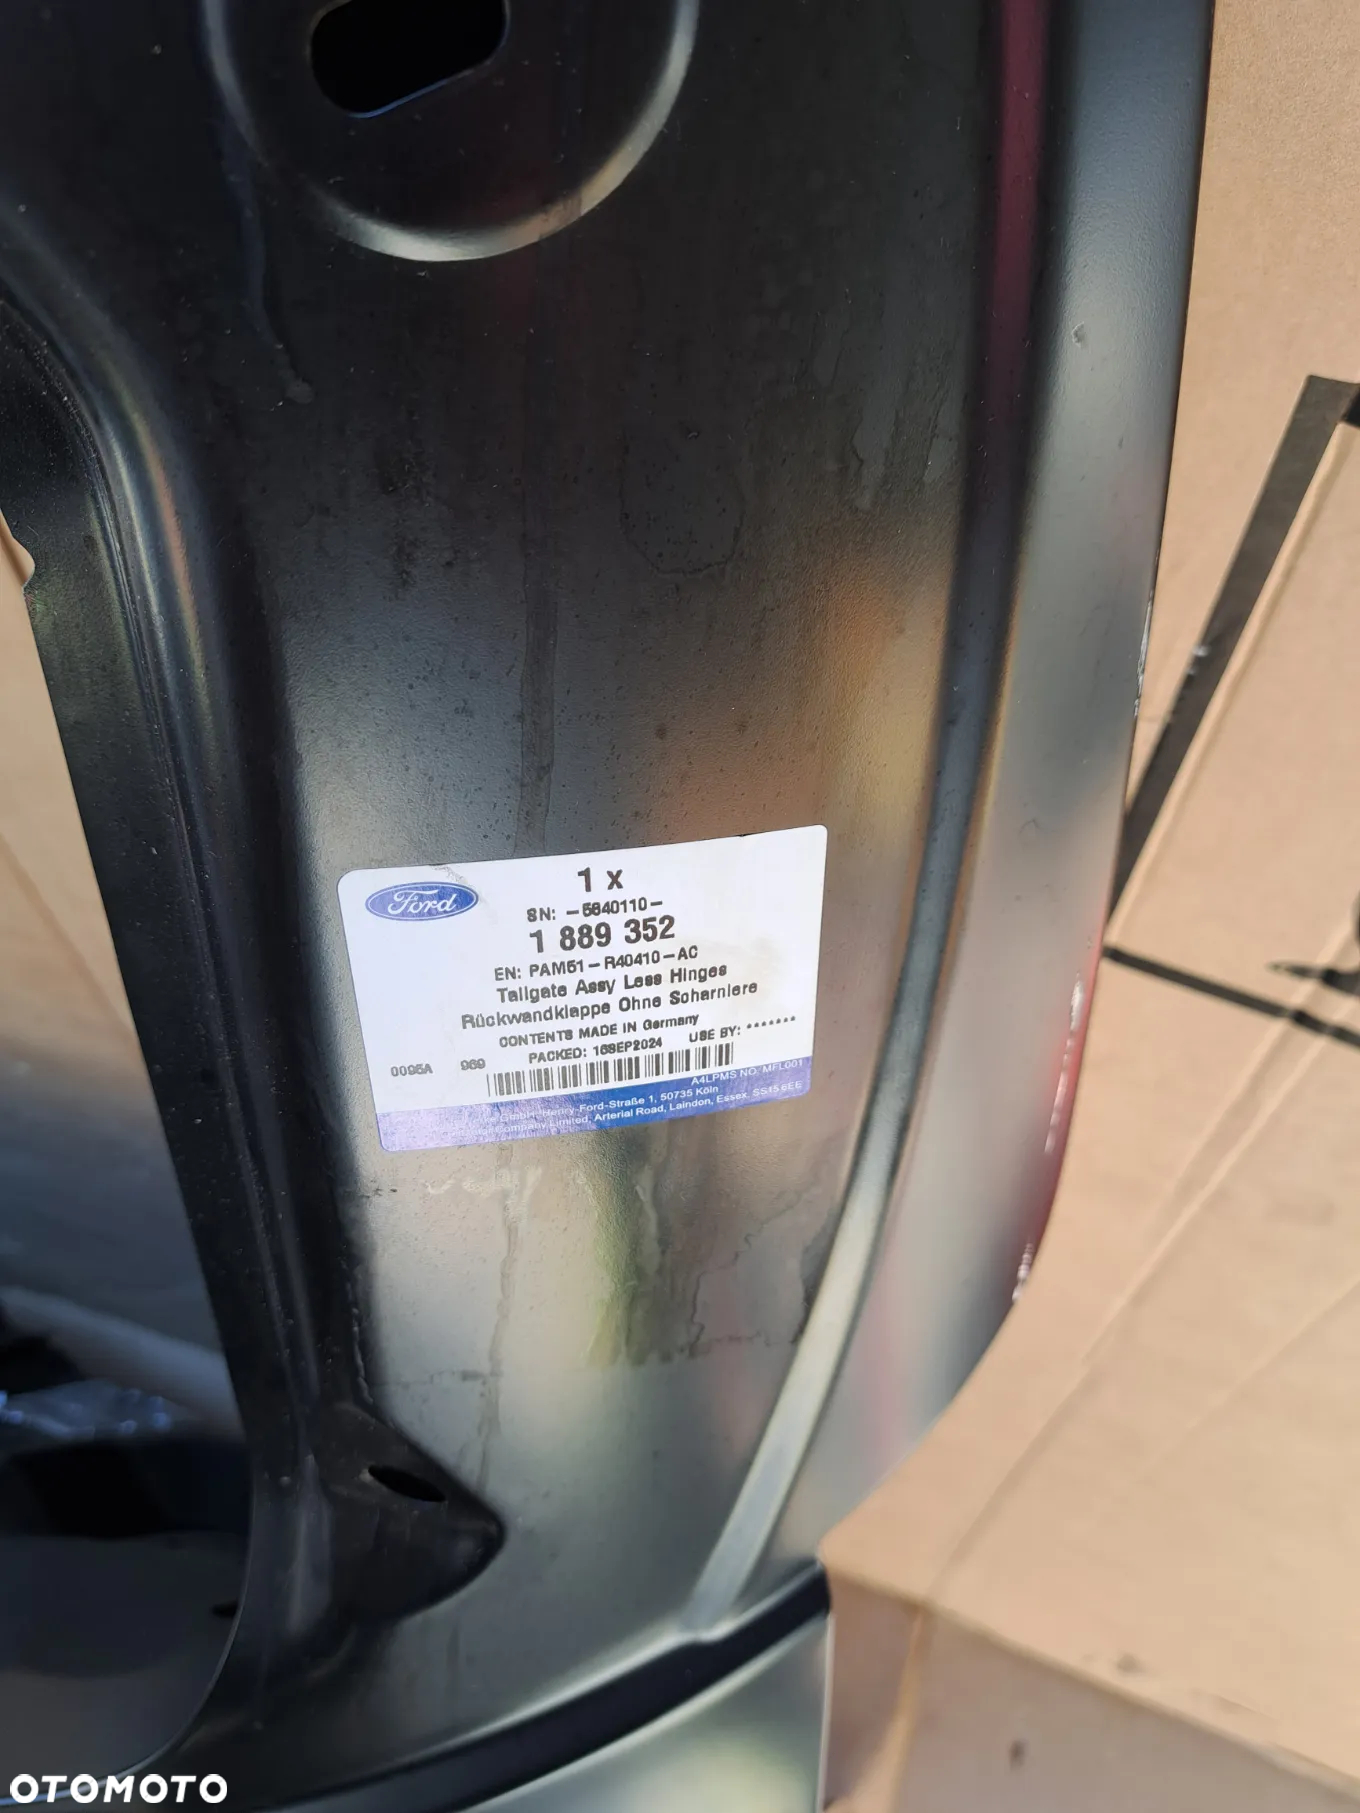 Ford
1 x
SN: -5840110-
1 889 352
EN: PAM51-R40410-AC
Tailgate Assy Less Hinges
Rückwandklappe Ohne Scharniere
CONTENTS MADE IN Germany
PACKED: 16SEP2024 USE BY: *******
0095A 969
A4LPMS NO: MFL001
GmbH, Henry-Ford-Straße 1, 50735 Köln
Company Limited, Arterial Road, Laindon, Essex. SS15 6EE
OTOMOTO